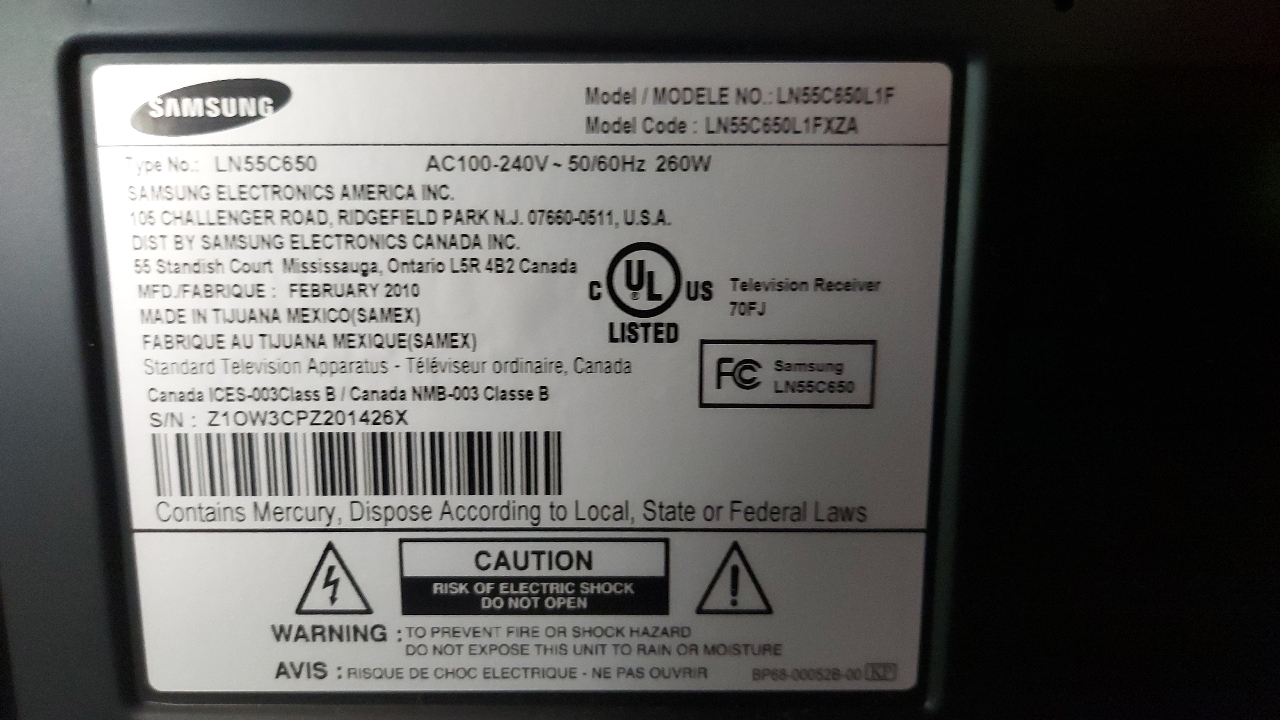 SAMSUNG
Model / MODELE NO.: LN55C650L1F
Model Code : LN55C650L1FXZA
Type No.: LN55C650 AC100-240V~ 50/60Hz 260W
SAMSUNG ELECTRONICS AMERICA INC.
105 CHALLENGER ROAD, RIDGEFIELD PARK N.J. 07660-0511, U.S.A.
DIST BY SAMSUNG ELECTRONICS CANADA INC.
55 Standish Court Mississauga, Ontario L5R 4B2 Canada
MFD./FABRIQUE : FEBRUARY 2010
MADE IN TIJUANA MEXICO(SAMEX)
FABRIQUE AU TIJUANA MEXIQUE(SAMEX)
Standard Television Apparatus - Téléviseur ordinaire, Canada
Canada ICES-003Class B / Canada NMB-003 Classe B
S/N : Z1OW3CPZ201426X
C UL ® US
LISTED
Television Receiver
70FJ
FC Samsung
LN55C650
Contains Mercury, Dispose According to Local, State or Federal Laws
CAUTION
RISK OF ELECTRIC SHOCK
DO NOT OPEN
WARNING : TO PREVENT FIRE OR SHOCK HAZARD
DO NOT EXPOSE THIS UNIT TO RAIN OR MOISTURE
AVIS : RISQUE DE CHOC ELECTRIQUE - NE PAS OUVRIR
BP68-00052B-00 KP